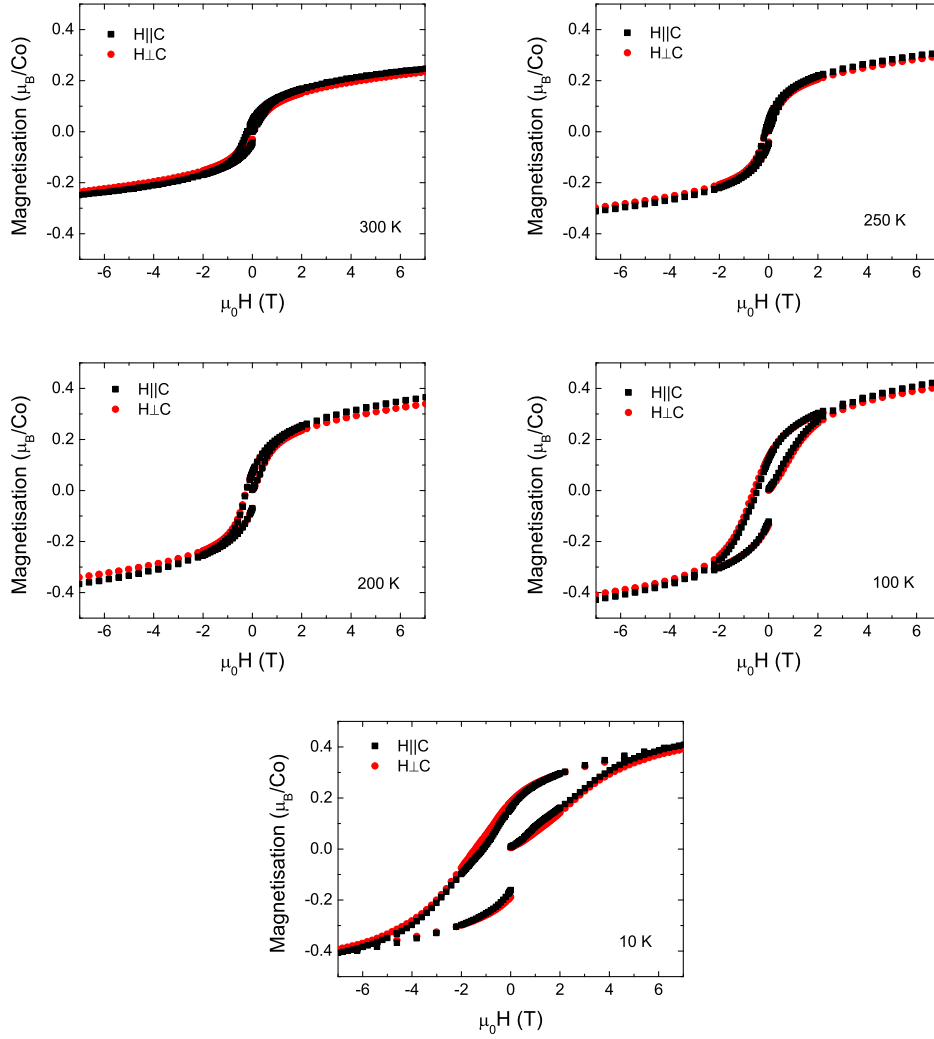 H||C
H⊥C
Magnetisation (μB/Co)
0.4
0.2
0.0
-0.2
-0.4
300 K
-6 -4 -2 0 2 4 6
μ0H (T)
H||C
H⊥C
Magnetisation (μB/Co)
0.4
0.2
0.0
-0.2
-0.4
250 K
-6 -4 -2 0 2 4 6
μ0H (T)
H||C
H⊥C
Magnetisation (μB/Co)
0.4
0.2
0.0
-0.2
-0.4
200 K
-6 -4 -2 0 2 4 6
μ0H (T)
H||C
H⊥C
Magnetisation (μB/Co)
0.4
0.2
0.0
-0.2
-0.4
100 K
-6 -4 -2 0 2 4 6
μ0H (T)
H||C
H⊥C
Magnetisation (μB/Co)
0.4
0.2
0.0
-0.2
-0.4
10 K
-6 -4 -2 0 2 4 6
μ0H (T)